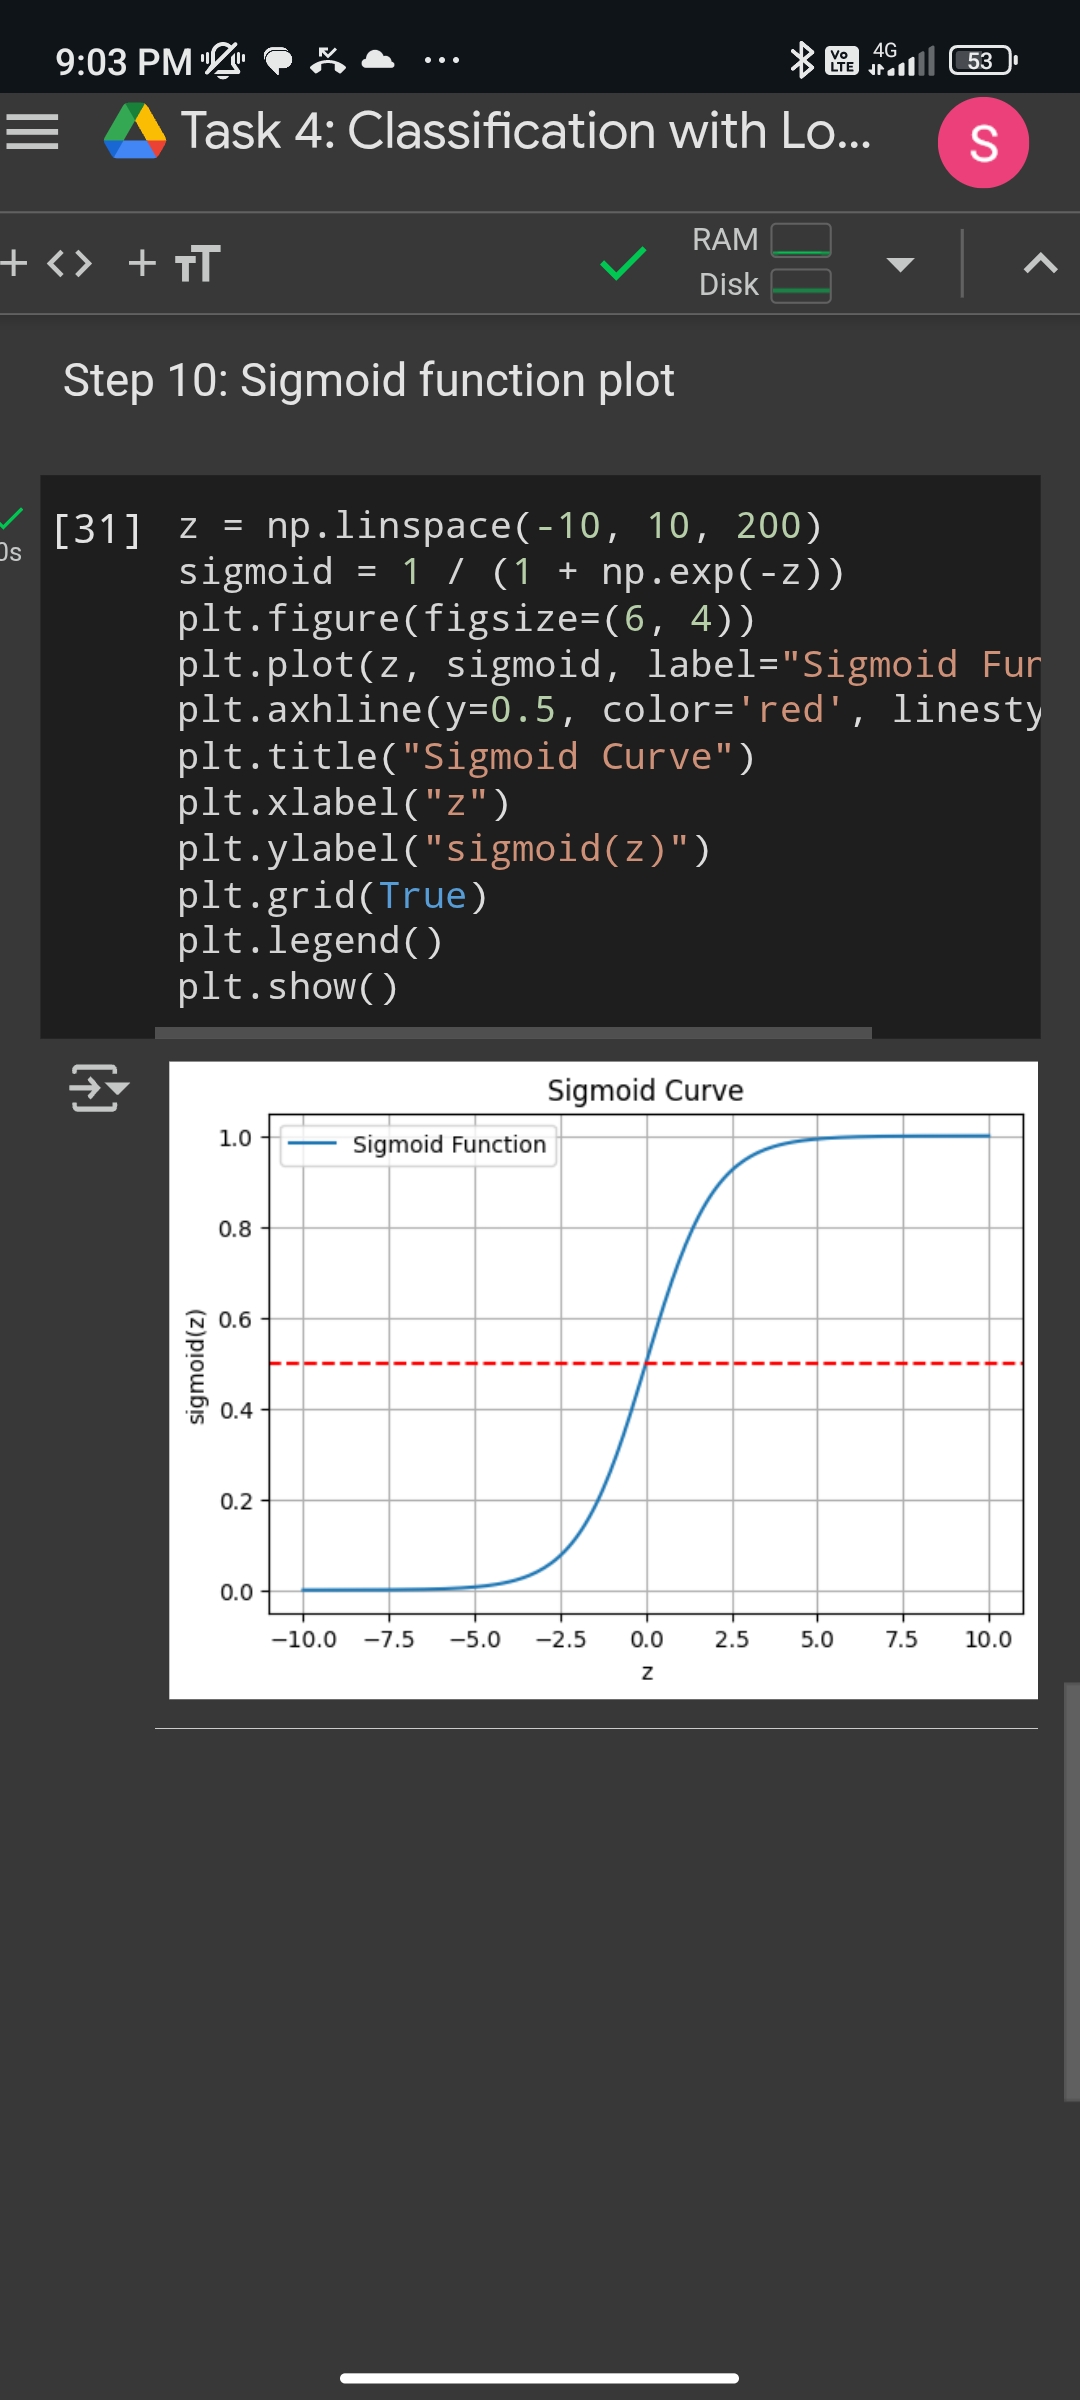 9:03 PM
Vo LTE 4G 53
Task 4: Classification with Lo... S
+ <> + TT
RAM
Disk
Step 10: Sigmoid function plot
0s
[31] z = np.linspace(-10, 10, 200)
sigmoid = 1 / (1 + np.exp(-z))
plt.figure(figsize=(6, 4))
plt.plot(z, sigmoid, label="Sigmoid Fun
plt.axhline(y=0.5, color='red', linesty
plt.title("Sigmoid Curve")
plt.xlabel("z")
plt.ylabel("sigmoid(z)")
plt.grid(True)
plt.legend()
plt.show()
Sigmoid Curve
Sigmoid Function
1.0
0.8
0.6
0.4
0.2
0.0
sigmoid(z)
−10.0 −7.5 −5.0 −2.5 0.0 2.5 5.0 7.5 10.0
z